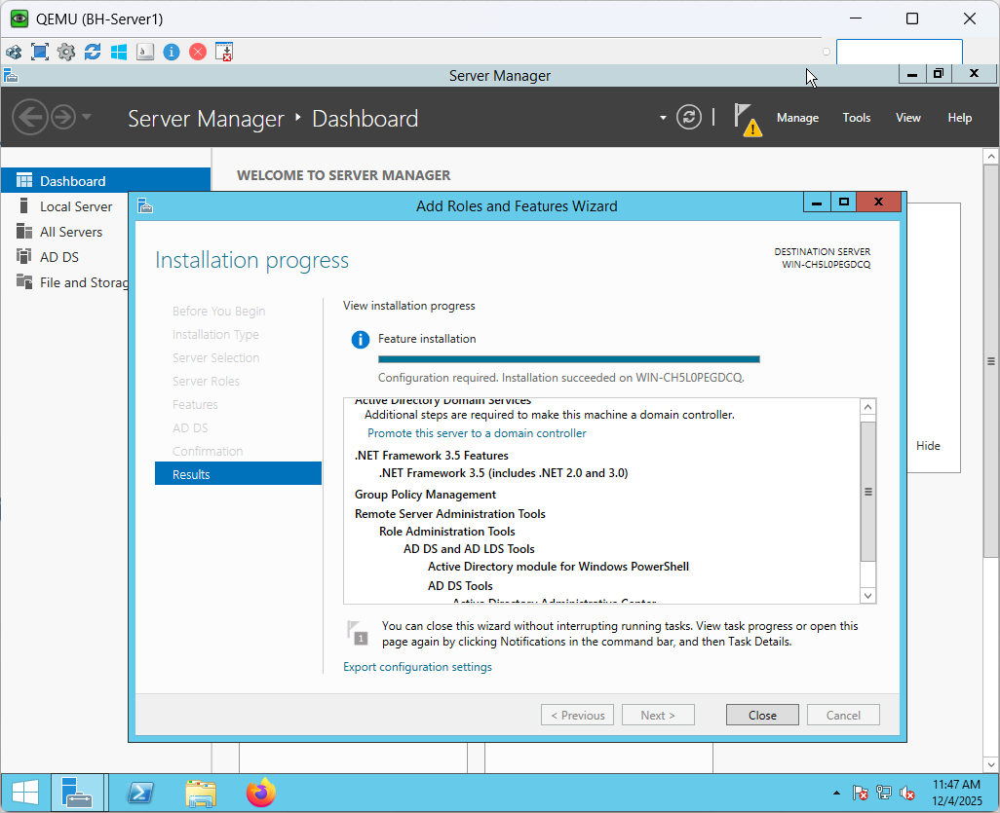 QEMU (BH-Server1)
Server Manager
Server Manager ‣ Dashboard
Manage
Tools
View
Help
Dashboard
Local Server
All Servers
AD DS
File and Storag
WELCOME TO SERVER MANAGER
Add Roles and Features Wizard
Installation progress
DESTINATION SERVER
WIN-CH5L0PEGDCQ
Before You Begin
Installation Type
Server Selection
Server Roles
Features
AD DS
Confirmation
Results
View installation progress
Feature installation
Configuration required. Installation succeeded on WIN-CH5L0PEGDCQ.
Active Directory Domain Services
Additional steps are required to make this machine a domain controller.
Promote this server to a domain controller
.NET Framework 3.5 Features
.NET Framework 3.5 (includes .NET 2.0 and 3.0)
Group Policy Management
Remote Server Administration Tools
Role Administration Tools
AD DS and AD LDS Tools
Active Directory module for Windows PowerShell
AD DS Tools
Active Directory Administrative Center
1
You can close this wizard without interrupting running tasks. View task progress or open this
page again by clicking Notifications in the command bar, and then Task Details.
Export configuration settings
< Previous
Next >
Close
Cancel
Hide
11:47 AM
12/4/2025